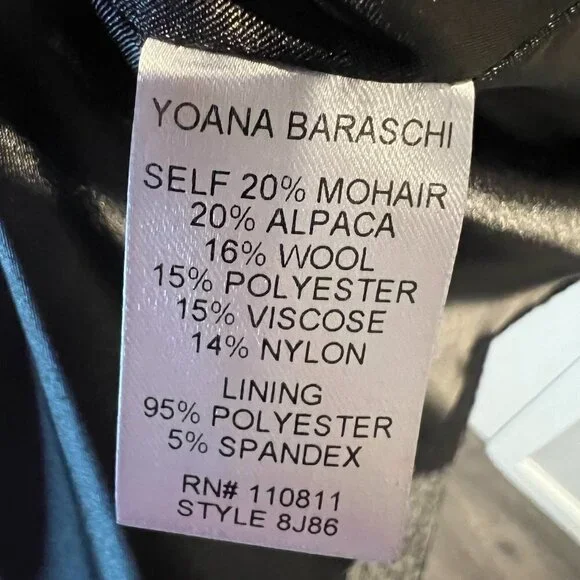 YOANA BARASCHI
SELF 20% MOHAIR
20% ALPACA
16% WOOL
15% POLYESTER
15% VISCOSE
14% NYLON
LINING
95% POLYESTER
5% SPANDEX
RN# 110811
STYLE 8J86